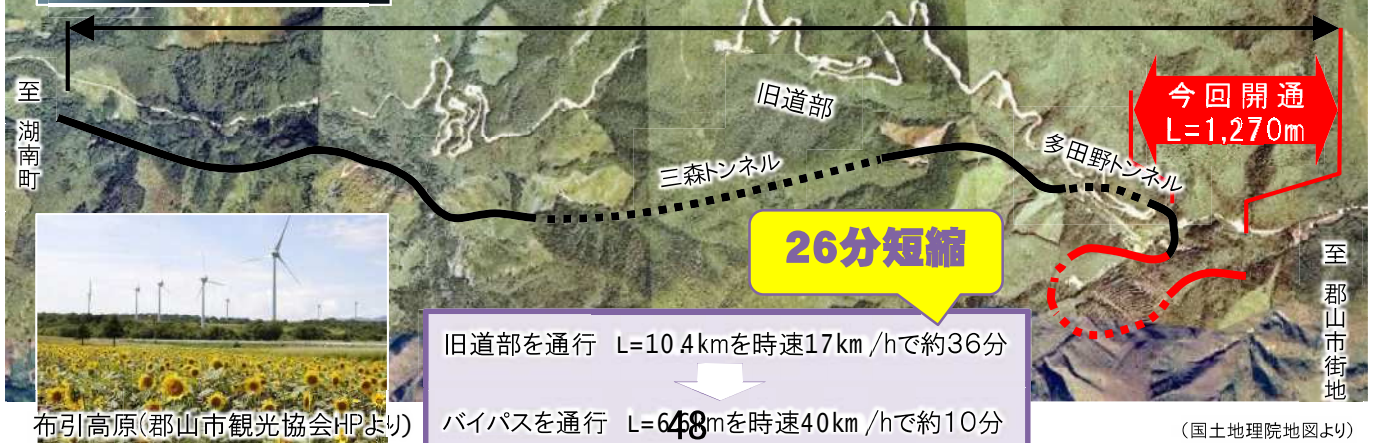 至 湖南町
旧道部
三森トンネル
多田野トンネル
今回開通
L=1,270m
至 郡山市街地
26分短縮
旧道部を通行 L=10.4kmを時速17km/hで約36分
バイパスを通行 L=6.mを時速40km/hで約10分
48
布引高原(郡山市観光協会HPより)
(国土地理院地図より)